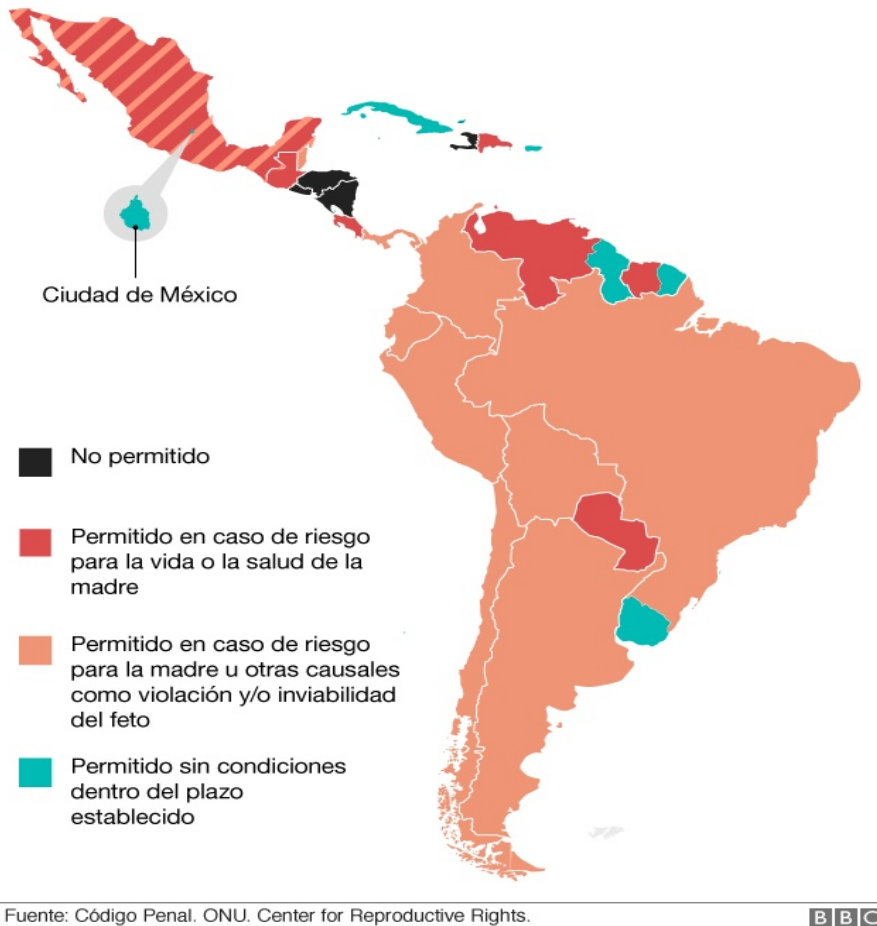 Ciudad de México
No permitido
Permitido en caso de riesgo
para la vida o la salud de la
madre
Permitido en caso de riesgo
para la madre u otras causales
como violación y/o inviabilidad
del feto
Permitido sin condiciones
dentro del plazo
establecido
Fuente: Código Penal. ONU. Center for Reproductive Rights.
BBC